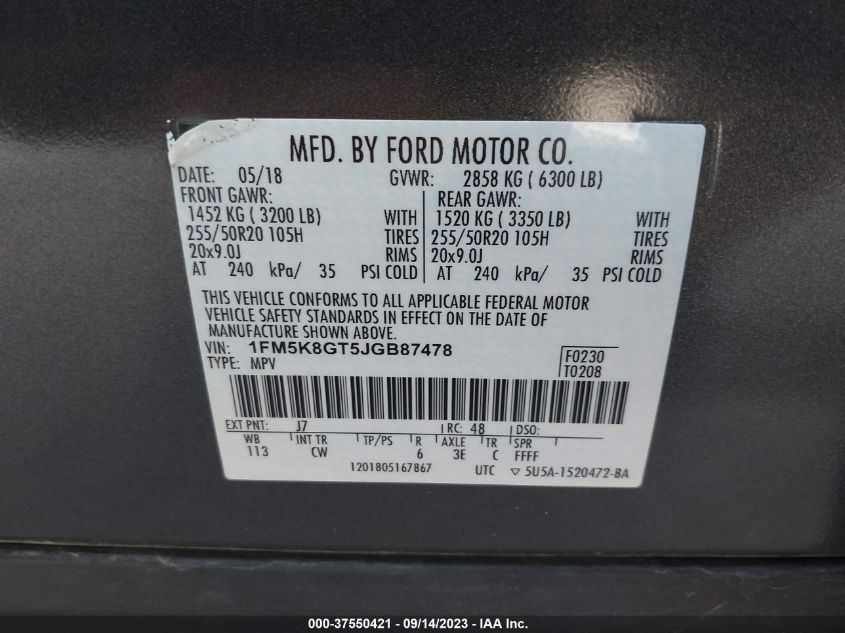 MFD. BY FORD MOTOR CO.
DATE: 05/18 GVWR: 2858 KG ( 6300 LB)
FRONT GAWR: REAR GAWR:
1452 KG ( 3200 LB) WITH 1520 KG ( 3350 LB) WITH
255/50R20 105H TIRES 255/50R20 105H TIRES
20x9.0J RIMS 20x9.0J RIMS
AT 240 kPa/ 35 PSI COLD AT 240 kPa/ 35 PSI COLD
THIS VEHICLE CONFORMS TO ALL APPLICABLE FEDERAL MOTOR
VEHICLE SAFETY STANDARDS IN EFFECT ON THE DATE OF
MANUFACTURE SHOWN ABOVE.
VIN: 1FM5K8GT5JGB87478 F0230
TYPE: MPV T0208
EXT PNT: J7 RC: 48 DSO:
WB INT TR TP/PS R AXLE TR SPR
113 CW 6 3E C FFFF
1201805167867 UTC ▽ 5U5A-1520472-BA
000-37550421 - 09/14/2023 - IAA Inc.